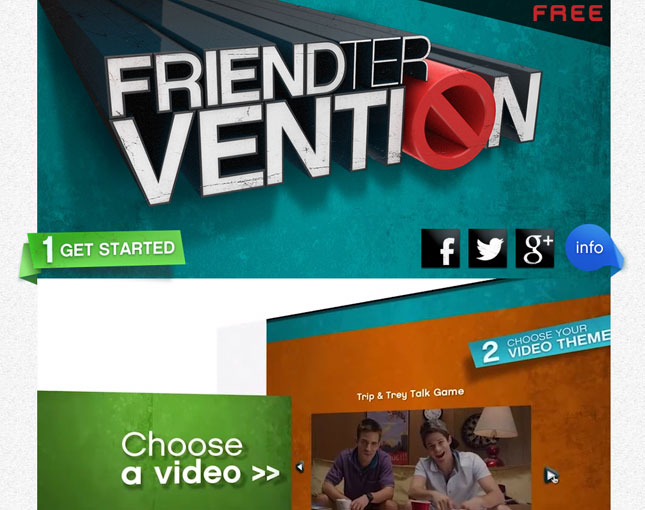 FREE
FRIENDTER
VENTION
1 GET STARTED
f
g+
info
2 CHOOSE YOUR
VIDEO THEME
Trip & Trey Talk Game
Choose
a video >>